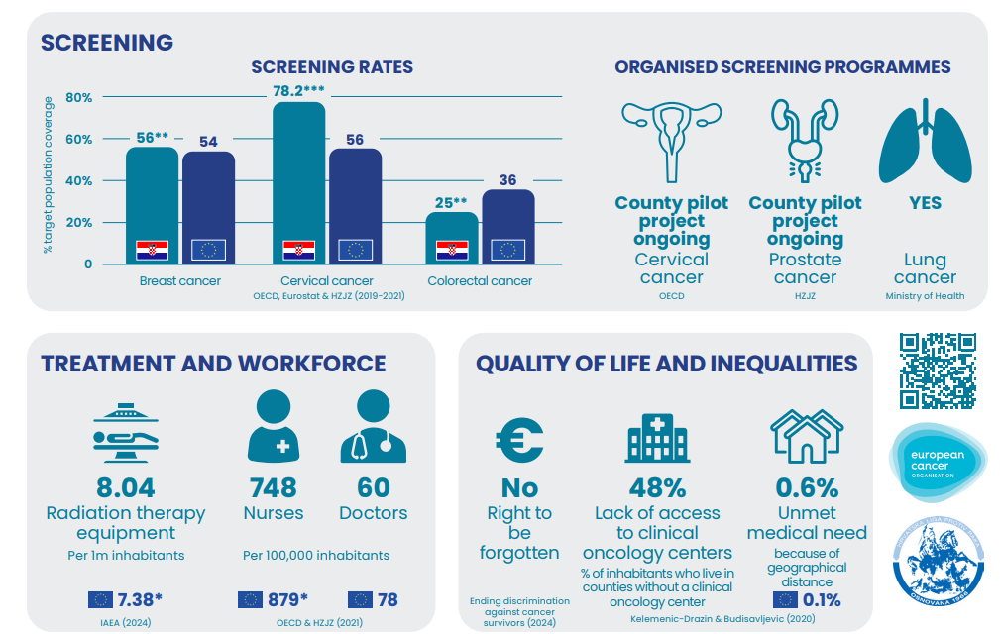 SCREENING
SCREENING RATES
% target population coverage
80%
60%
40%
20%
0
56**
54
78.2***
56
25**
36
Breast cancer
Cervical cancer
Colorectal cancer
OECD, Eurostat & HZJZ (2019-2021)
ORGANISED SCREENING PROGRAMMES
County pilot
project
ongoing
Cervical
cancer
OECD
County pilot
project
ongoing
Prostate
cancer
HZJZ
YES
Lung
cancer
Ministry of Health
TREATMENT AND WORKFORCE
8.04
Radiation therapy
equipment
Per 1m inhabitants
7.38*
IAEA (2024)
748
Nurses
60
Doctors
Per 100,000 inhabitants
879*
78
OECD & HZJZ (2021)
QUALITY OF LIFE AND INEQUALITIES
No
Right to
be
forgotten
Ending discrimination
against cancer
survivors (2024)
48%
Lack of access
to clinical
oncology centers
% of inhabitants who live in
counties without a clinical
oncology center
0.6%
Unmet
medical need
because of
geographical
distance
0.1%
Kelemenic-Drazin & Budisavljevic (2020)
european
cancer
ORGANISATION
HRVATSKA LIGA PROTIV RAKA
OSNOVANA 1966